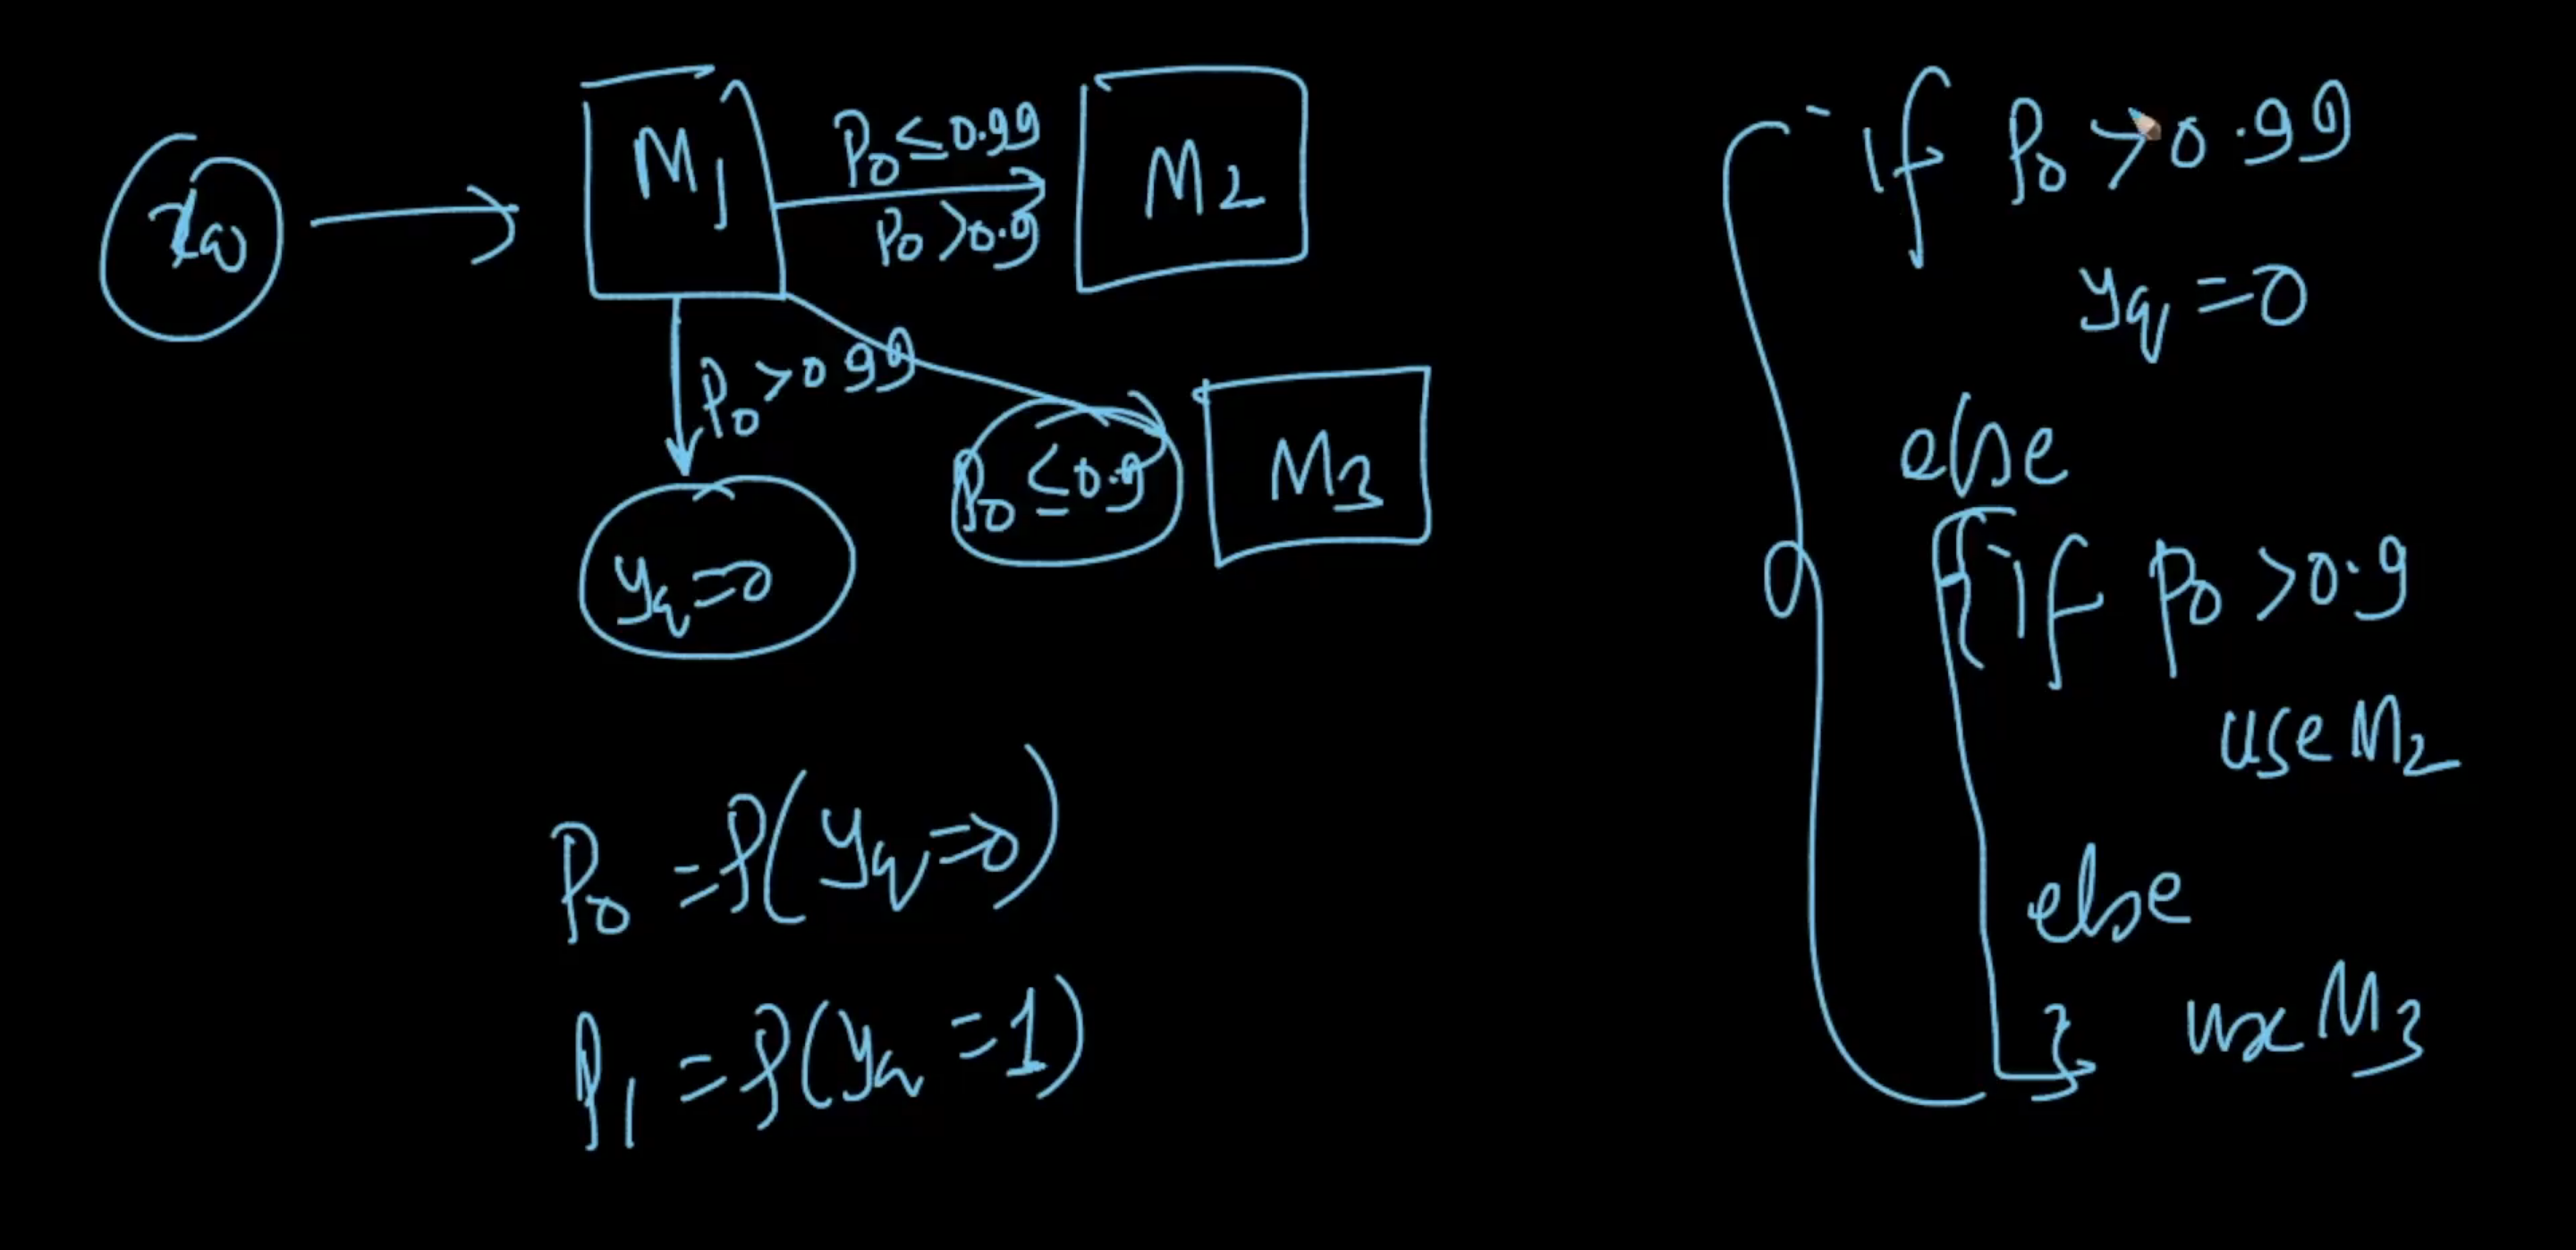 x_q
M_1
P_0 ≤ 0.99
P_0 > 0.9
M_2
P_0 > 0.99
P_0 ≤ 0.9
M_3
y_q = 0
P_0 = P(y_q = 0)
P_1 = P(y_q = 1)
if P_0 > 0.99
y_q = 0
else
{ if P_0 > 0.9
use M_2
else
} use M_3